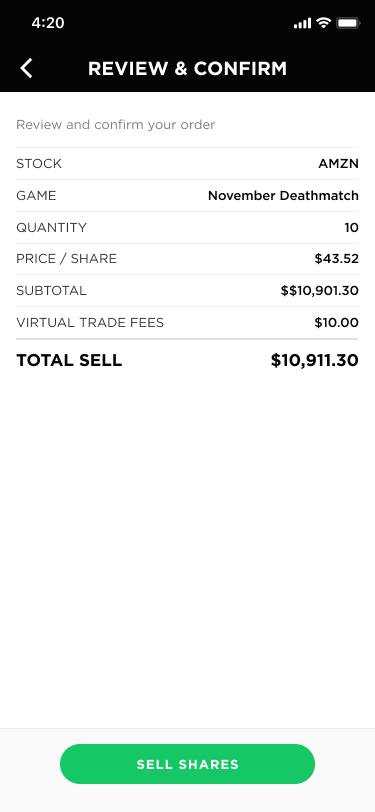 4:20
REVIEW & CONFIRM
Review and confirm your order
STOCK AMZN
GAME November Deathmatch
QUANTITY 10
PRICE / SHARE $43.52
SUBTOTAL $$10,901.30
VIRTUAL TRADE FEES $10.00
TOTAL SELL $10,911.30
SELL SHARES